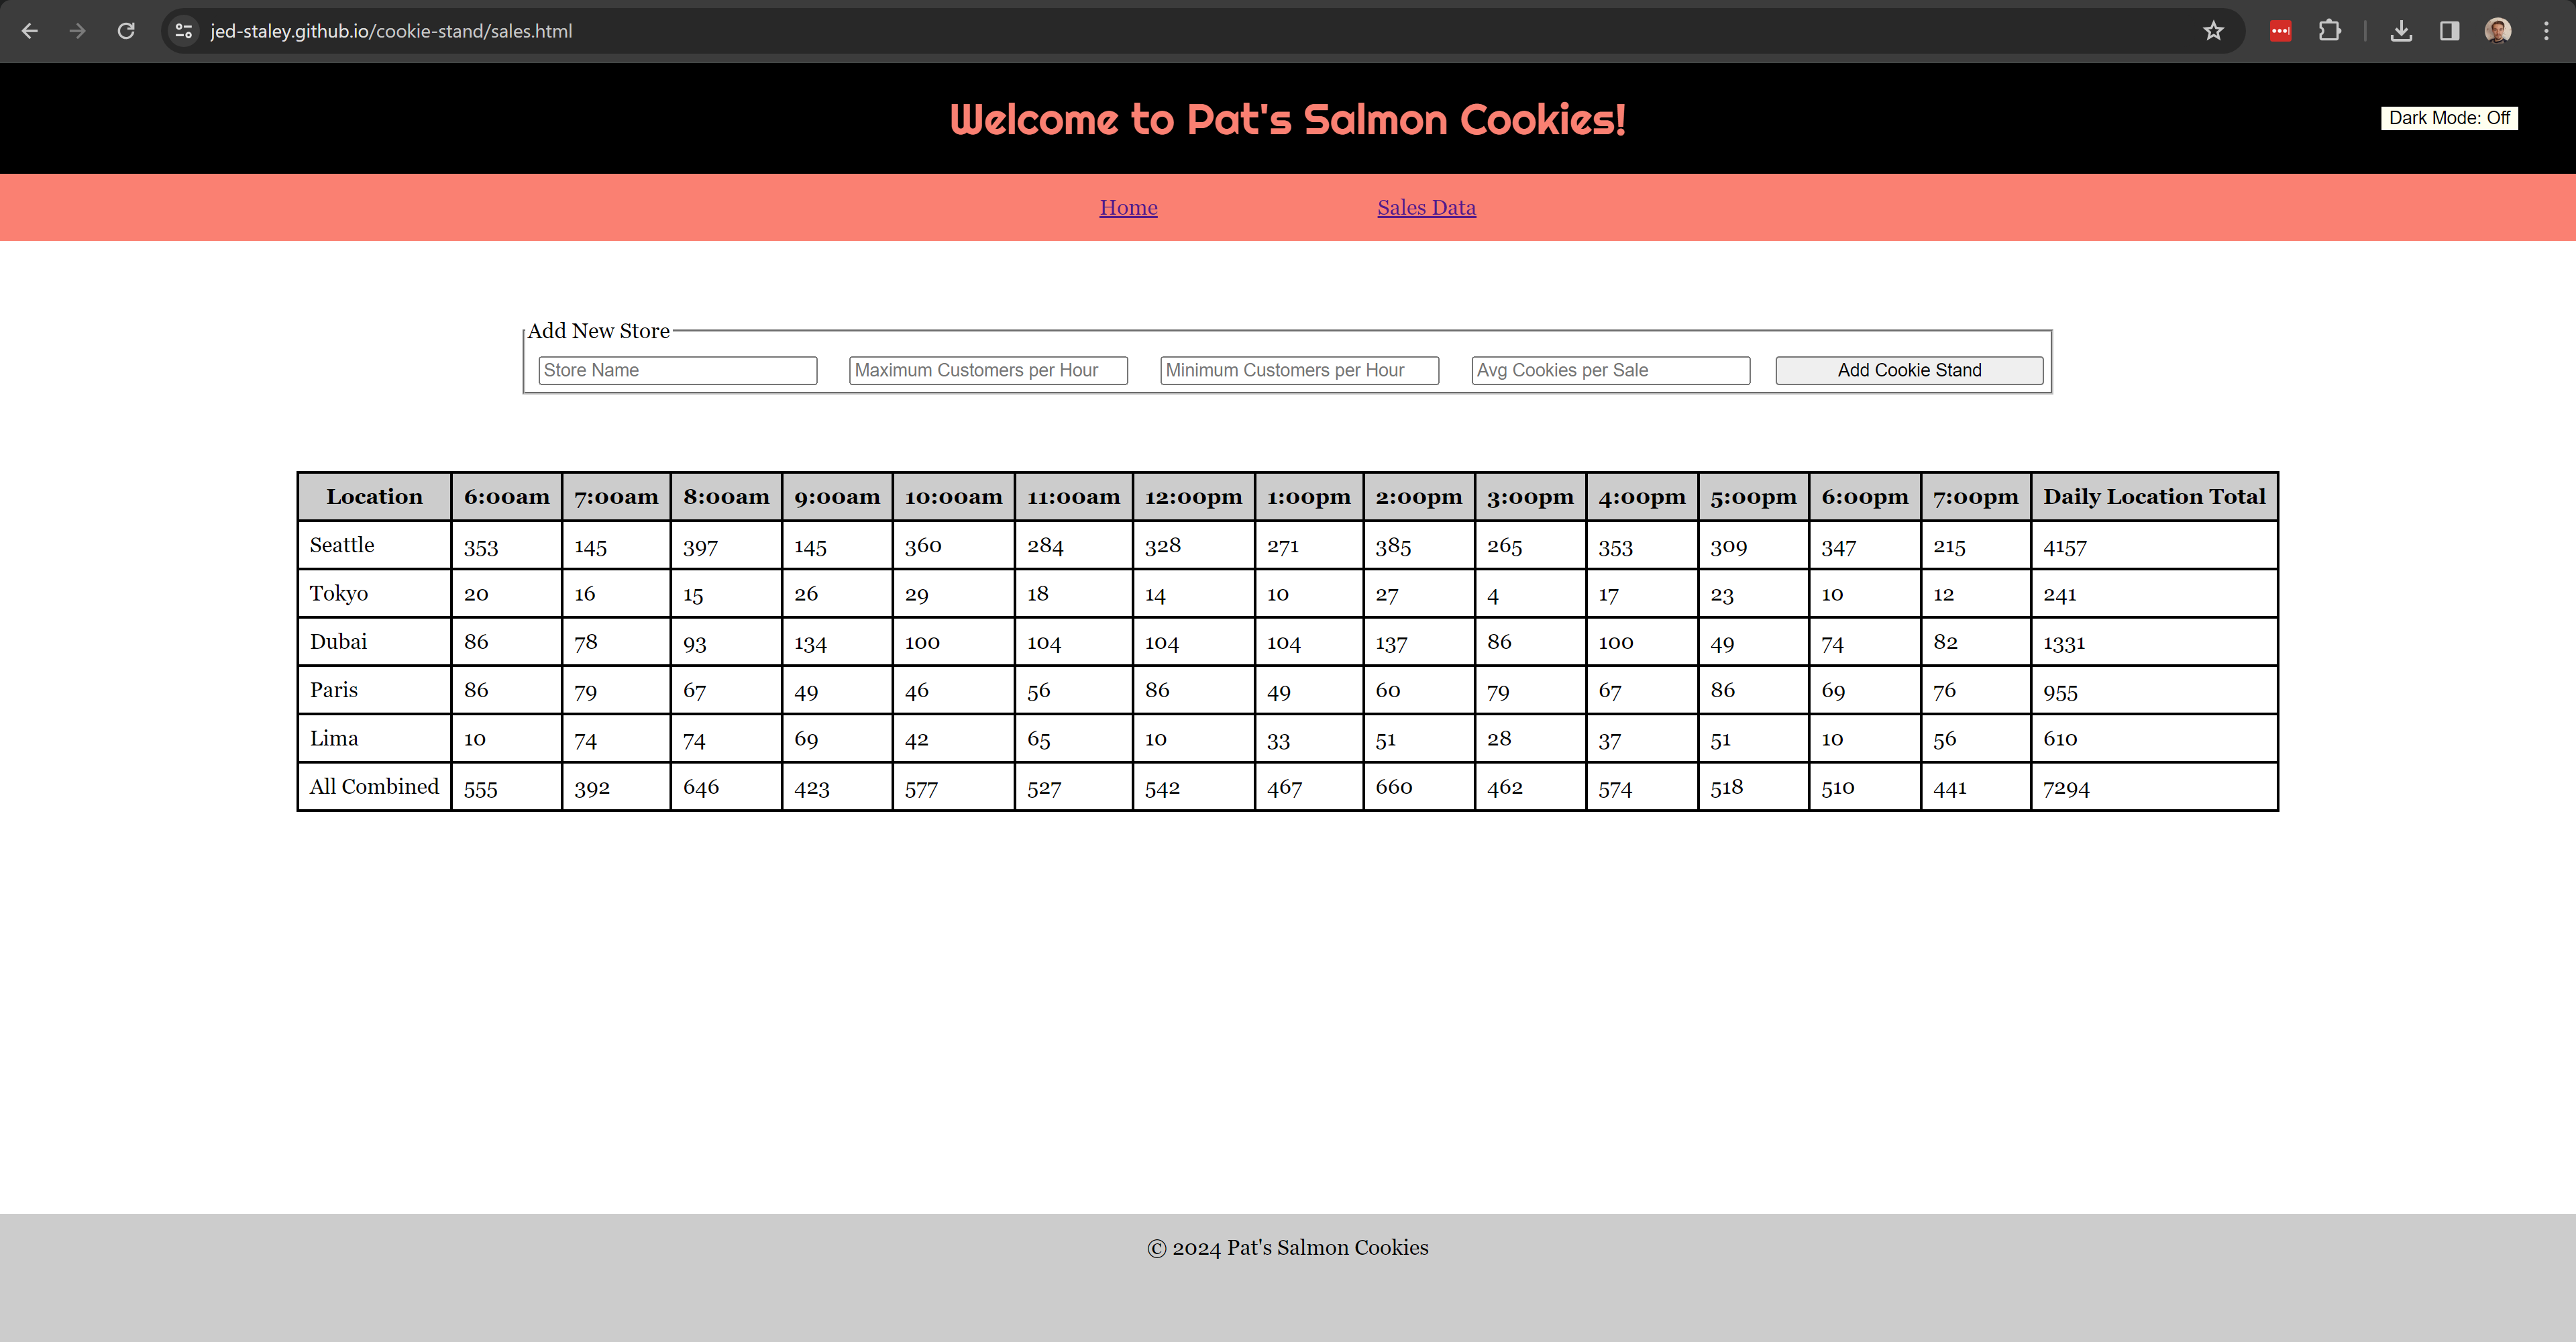 jed-staley.github.io/cookie-stand/sales.html
Welcome to Pat's Salmon Cookies!
Dark Mode: Off
Home Sales Data
Add New Store
Store Name Maximum Customers per Hour Minimum Customers per Hour Avg Cookies per Sale Add Cookie Stand
Location 6:00am 7:00am 8:00am 9:00am 10:00am 11:00am 12:00pm 1:00pm 2:00pm 3:00pm 4:00pm 5:00pm 6:00pm 7:00pm Daily Location Total
Seattle 353 145 397 145 360 284 328 271 385 265 353 309 347 215 4157
Tokyo 20 16 15 26 29 18 14 10 27 4 17 23 10 12 241
Dubai 86 78 93 134 100 104 104 104 137 86 100 49 74 82 1331
Paris 86 79 67 49 46 56 86 49 60 79 67 86 69 76 955
Lima 10 74 74 69 42 65 10 33 51 28 37 51 10 56 610
All Combined 555 392 646 423 577 527 542 467 660 462 574 518 510 441 7294
© 2024 Pat's Salmon Cookies